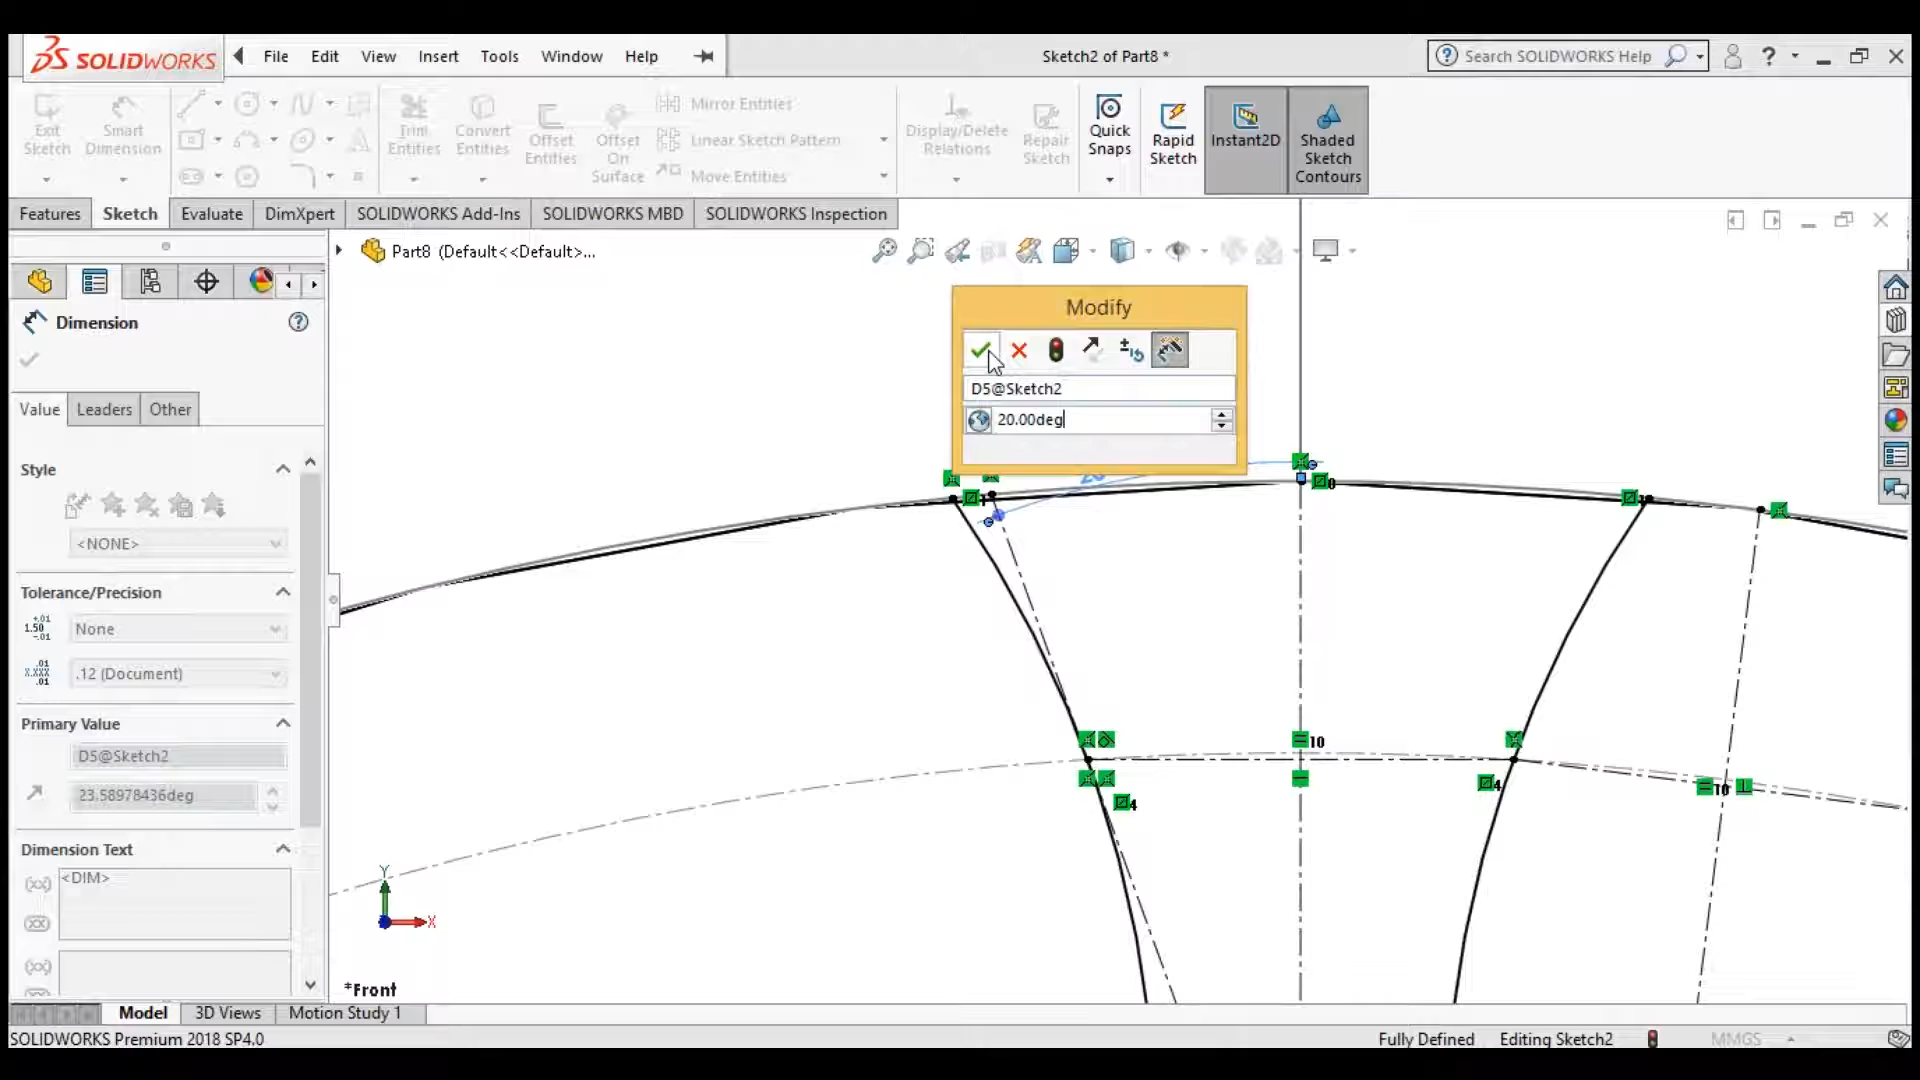 SOLIDWORKS
File Edit View Insert Tools Window Help
Sketch2 of Part8 *
Search SOLIDWORKS Help
Exit Sketch
Smart Dimension
Trim Entities
Convert Entities
Offset Entities
Offset On Surface
Mirror Entities
Linear Sketch Pattern
Move Entities
Display/Delete Relations
Repair Sketch
Quick Snaps
Rapid Sketch
Instant2D
Shaded Sketch Contours
Features Sketch Evaluate DimXpert SOLIDWORKS Add-Ins SOLIDWORKS MBD SOLIDWORKS Inspection
Part8 (Default<<Default>...
Dimension
Value Leaders Other
Style
<NONE>
Tolerance/Precision
None
.12 (Document)
Primary Value
D5@Sketch2
23.58978436deg
Dimension Text
<DIM>
Modify
D5@Sketch2
20.00deg
0
10
4
4
10
Y
X
*Front
Model 3D Views Motion Study 1
SOLIDWORKS Premium 2018 SP4.0
Fully Defined Editing Sketch2 MMGS